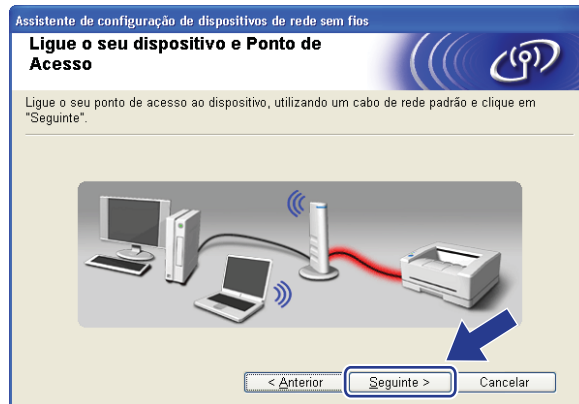 Assistente de configuração de dispositivos de rede sem fios
Ligue o seu dispositivo e Ponto de
Acesso
Ligue o seu ponto de acesso ao dispositivo, utilizando um cabo de rede padrão e clique em
"Seguinte".
< Anterior
Seguinte >
Cancelar